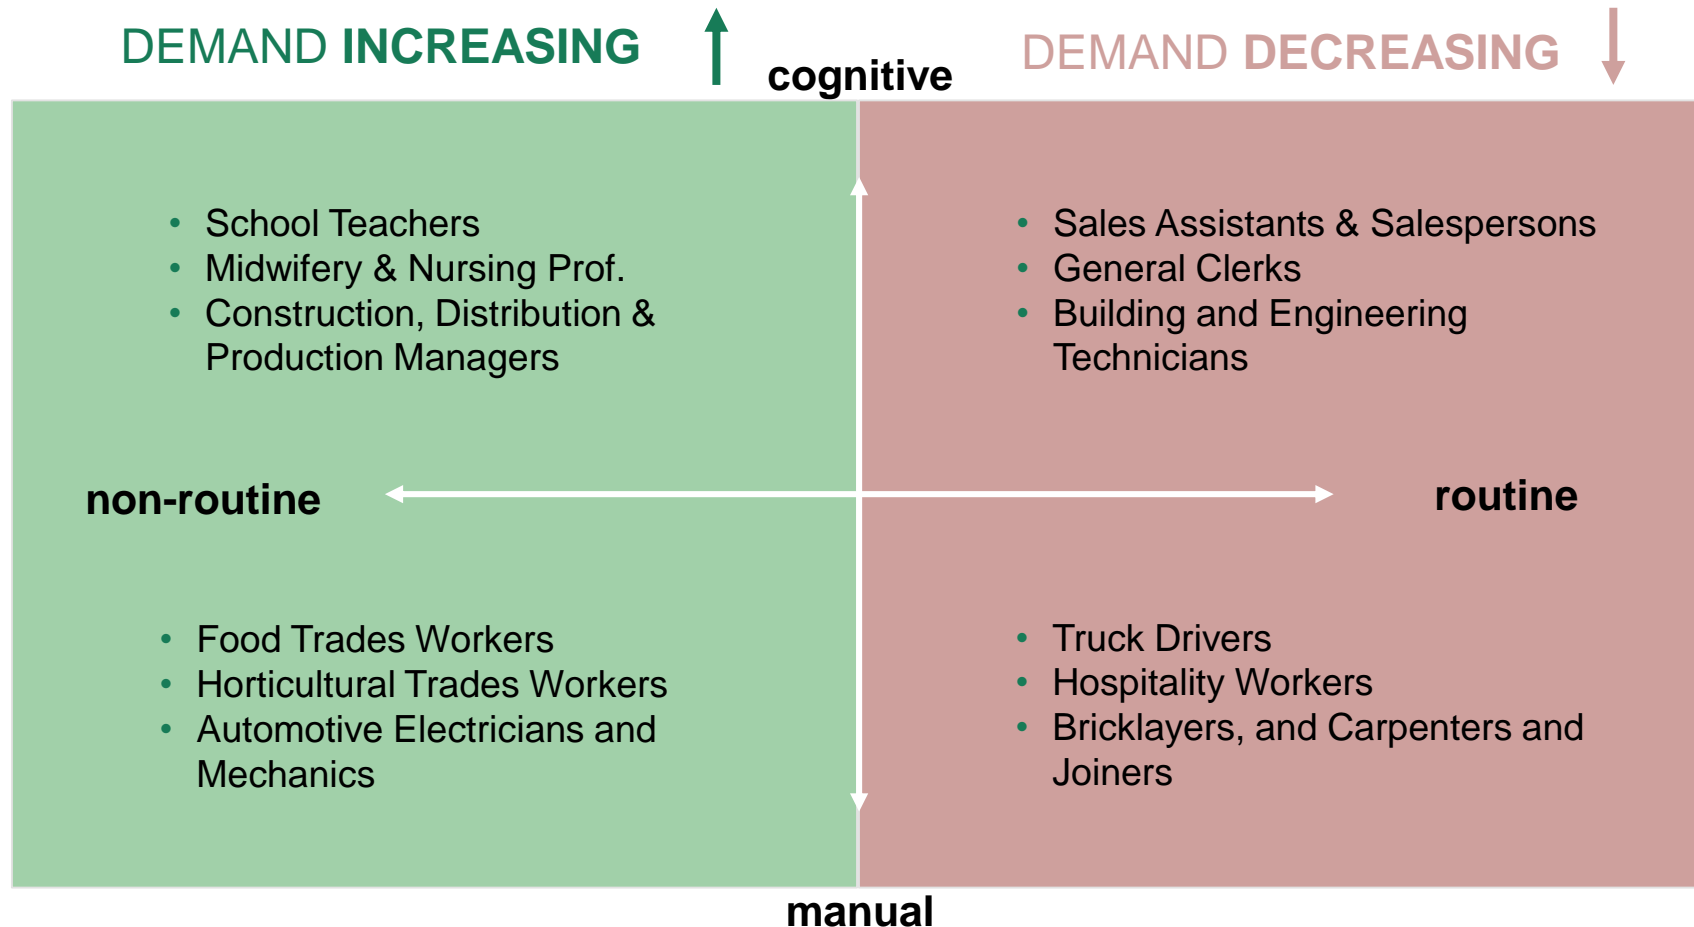 DEMAND INCREASING
DEMAND DECREASING
cognitive
• School Teachers
• Midwifery & Nursing Prof.
• Construction, Distribution &
Production Managers
• Sales Assistants & Salespersons
• General Clerks
• Building and Engineering
Technicians
non-routine
routine
• Food Trades Workers
• Horticultural Trades Workers
• Automotive Electricians and
Mechanics
• Truck Drivers
• Hospitality Workers
• Bricklayers, and Carpenters and
Joiners
manual